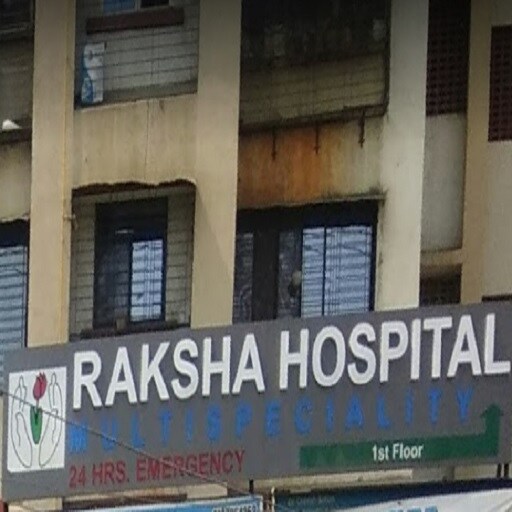 RAKSHA HOSPITAL
MULTISPECIALITY
24 HRS. EMERGENCY
1st Floor